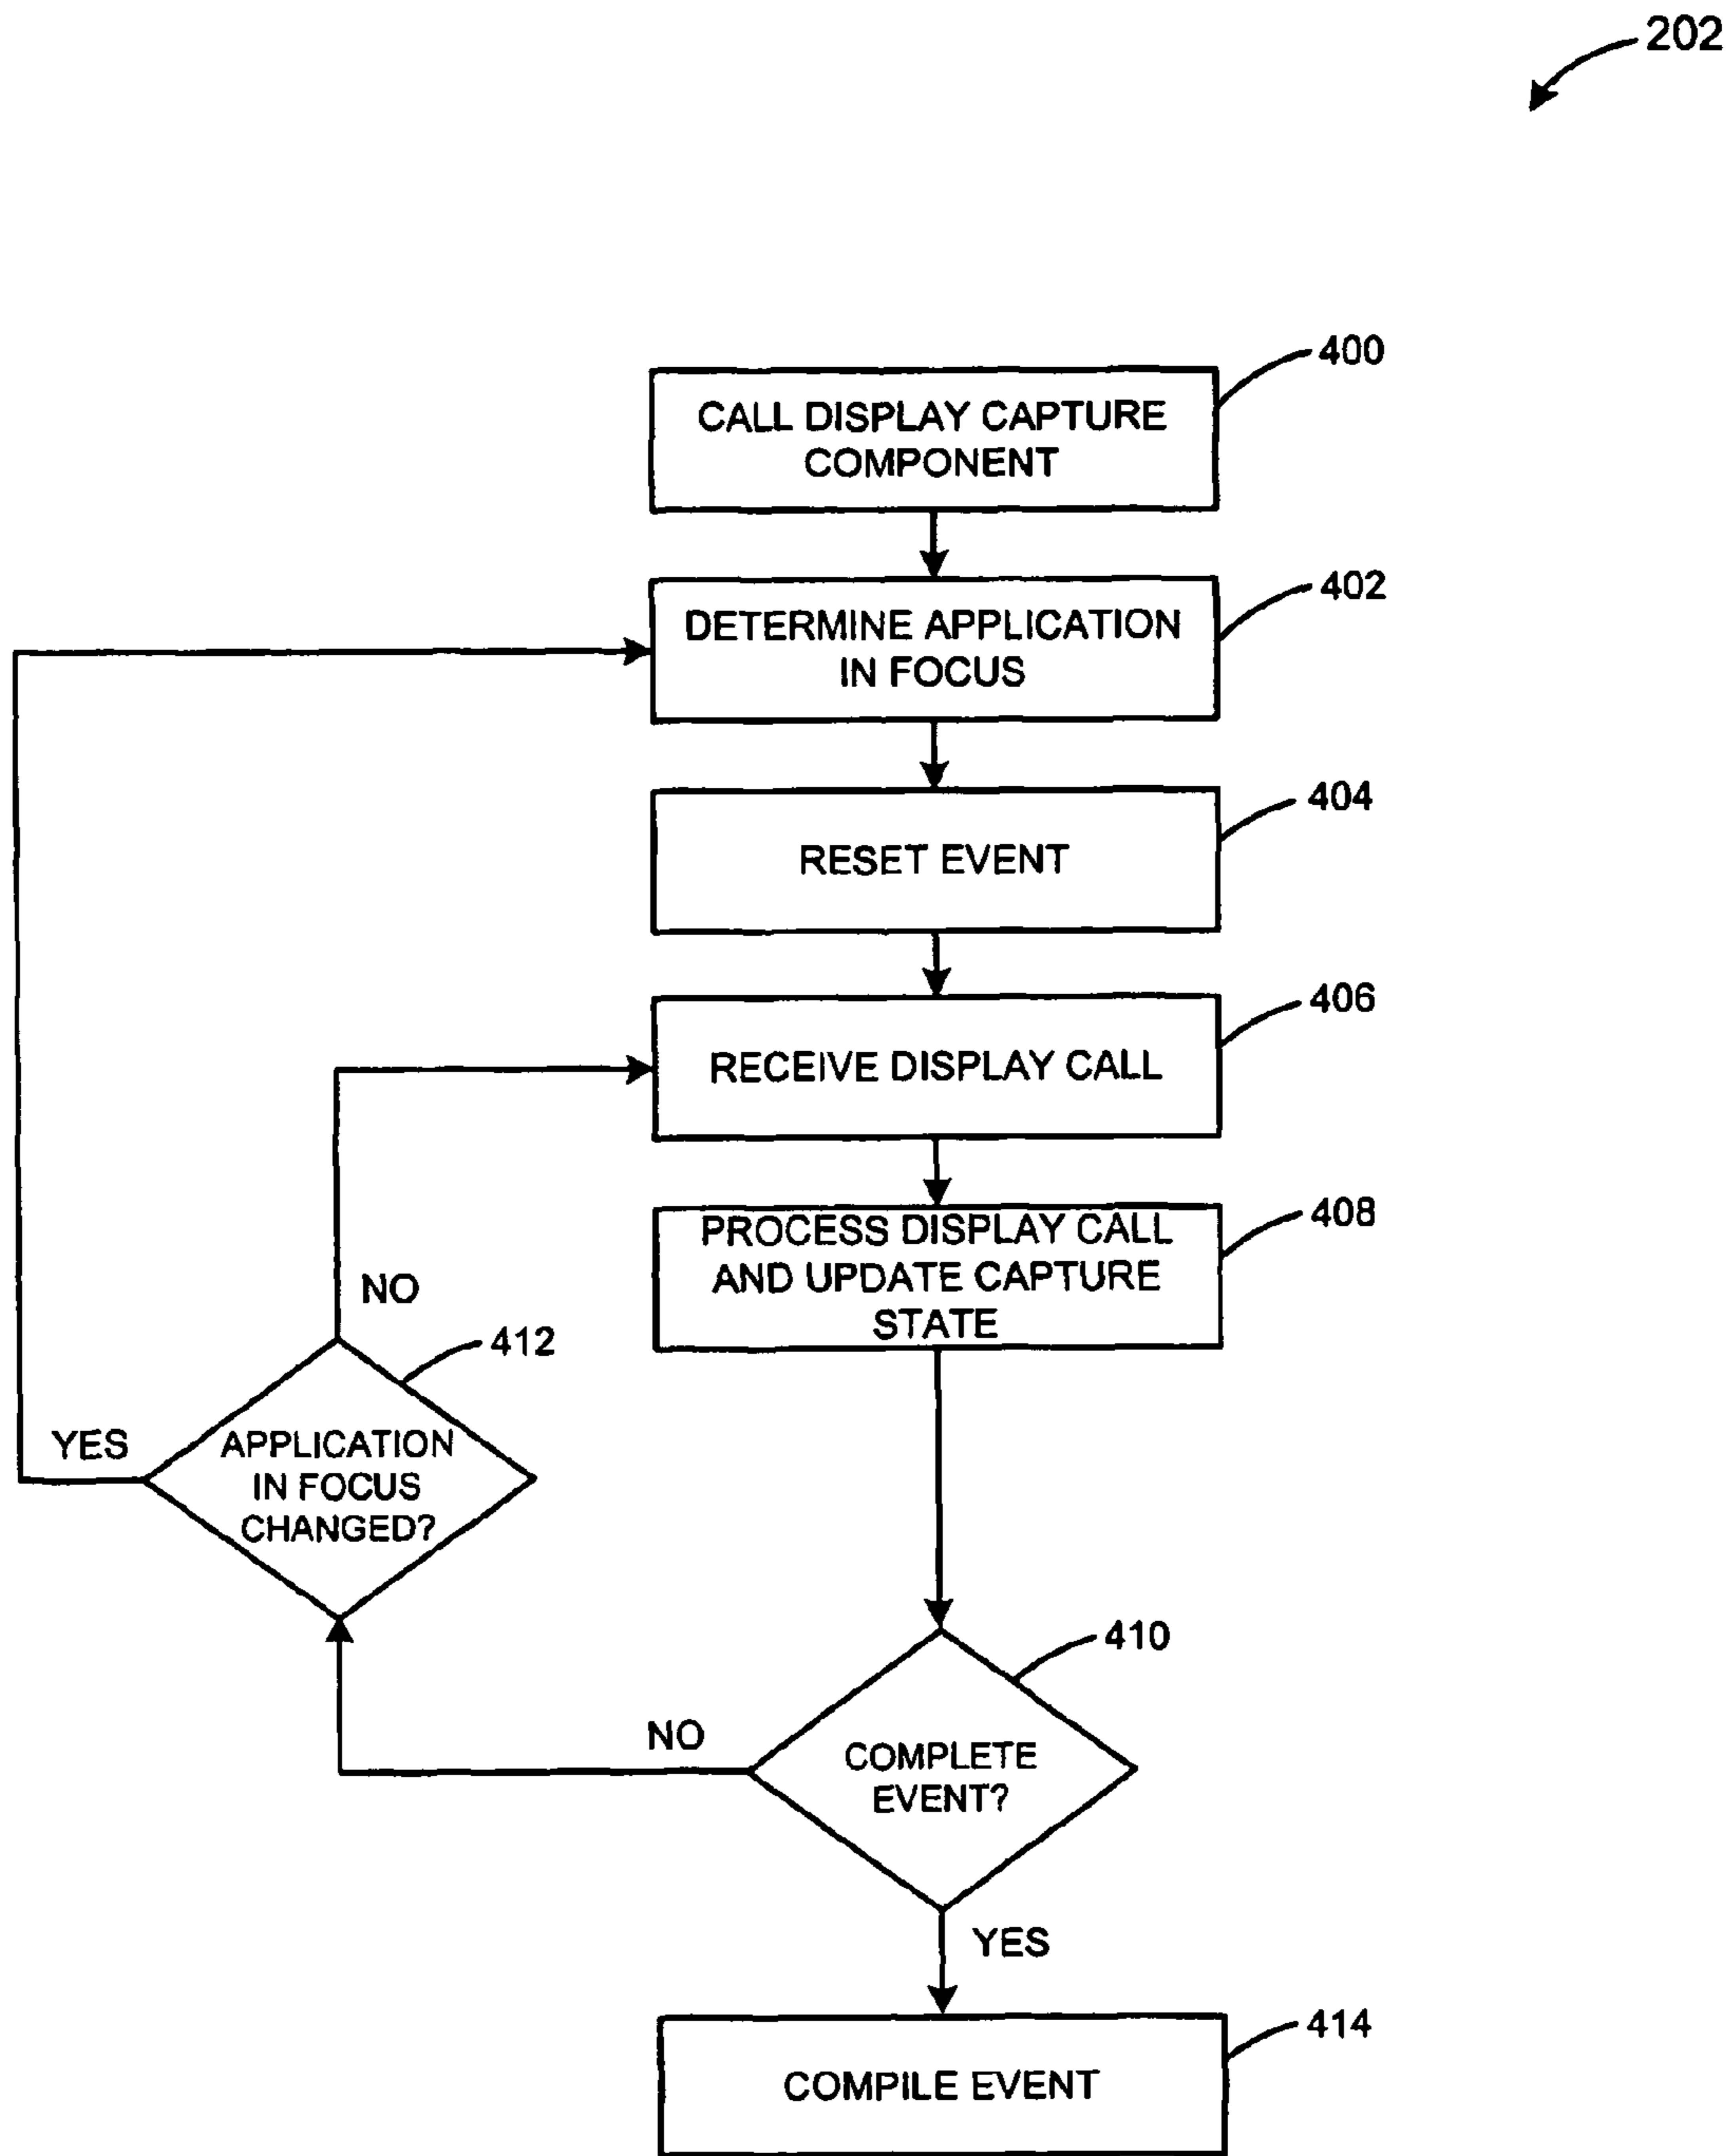 202
400
CALL DISPLAY CAPTURE
COMPONENT
402
DETERMINE APPLICATION
IN FOCUS
404
RESET EVENT
406
RECEIVE DISPLAY CALL
408
PROCESS DISPLAY CALL
AND UPDATE CAPTURE
STATE
NO
412
YES
APPLICATION
IN FOCUS
CHANGED?
410
NO
COMPLETE
EVENT?
YES
414
COMPILE EVENT